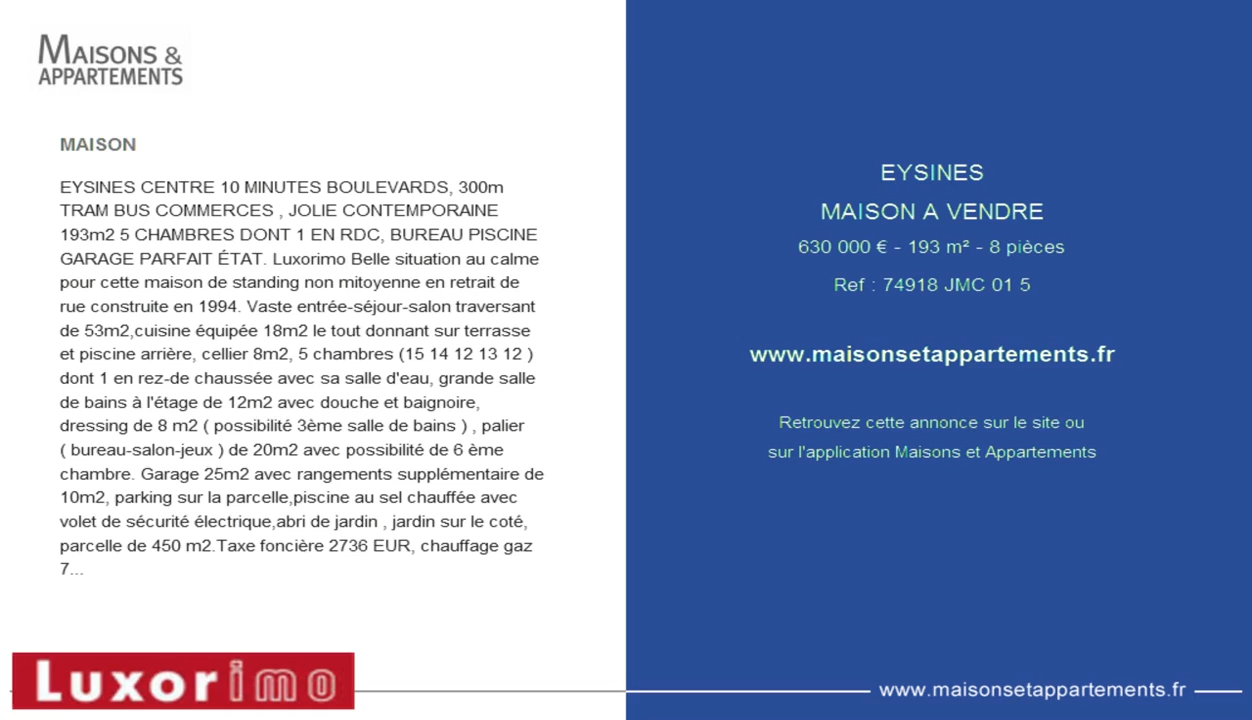 MAISONS &
APPARTEMENTS
MAISON
EYSINES CENTRE 10 MINUTES BOULEVARDS, 300m
TRAM BUS COMMERCES , JOLIE CONTEMPORAINE
193m2 5 CHAMBRES DONT 1 EN RDC, BUREAU PISCINE
GARAGE PARFAIT ÉTAT. Luxorimo Belle situation au calme
pour cette maison de standing non mitoyenne en retrait de
rue construite en 1994. Vaste entrée-séjour-salon traversant
de 53m2,cuisine équipée 18m2 le tout donnant sur terrasse
et piscine arrière, cellier 8m2, 5 chambres (15 14 12 13 12 )
dont 1 en rez-de chaussée avec sa salle d'eau, grande salle
de bains à l'étage de 12m2 avec douche et baignoire,
dressing de 8 m2 ( possibilité 3ème salle de bains ) , palier
( bureau-salon-jeux ) de 20m2 avec possibilité de 6 ème
chambre. Garage 25m2 avec rangements supplémentaire de
10m2, parking sur la parcelle,piscine au sel chauffée avec
volet de sécurité électrique,abri de jardin , jardin sur le coté,
parcelle de 450 m2.Taxe foncière 2736 EUR, chauffage gaz
7...
Luxorimo
EYSINES
MAISON A VENDRE
630 000 € - 193 m² - 8 pièces
Ref : 74918 JMC 01 5
www.maisonsetappartements.fr
Retrouvez cette annonce sur le site ou
sur l'application Maisons et Appartements
www.maisonsetappartements.fr